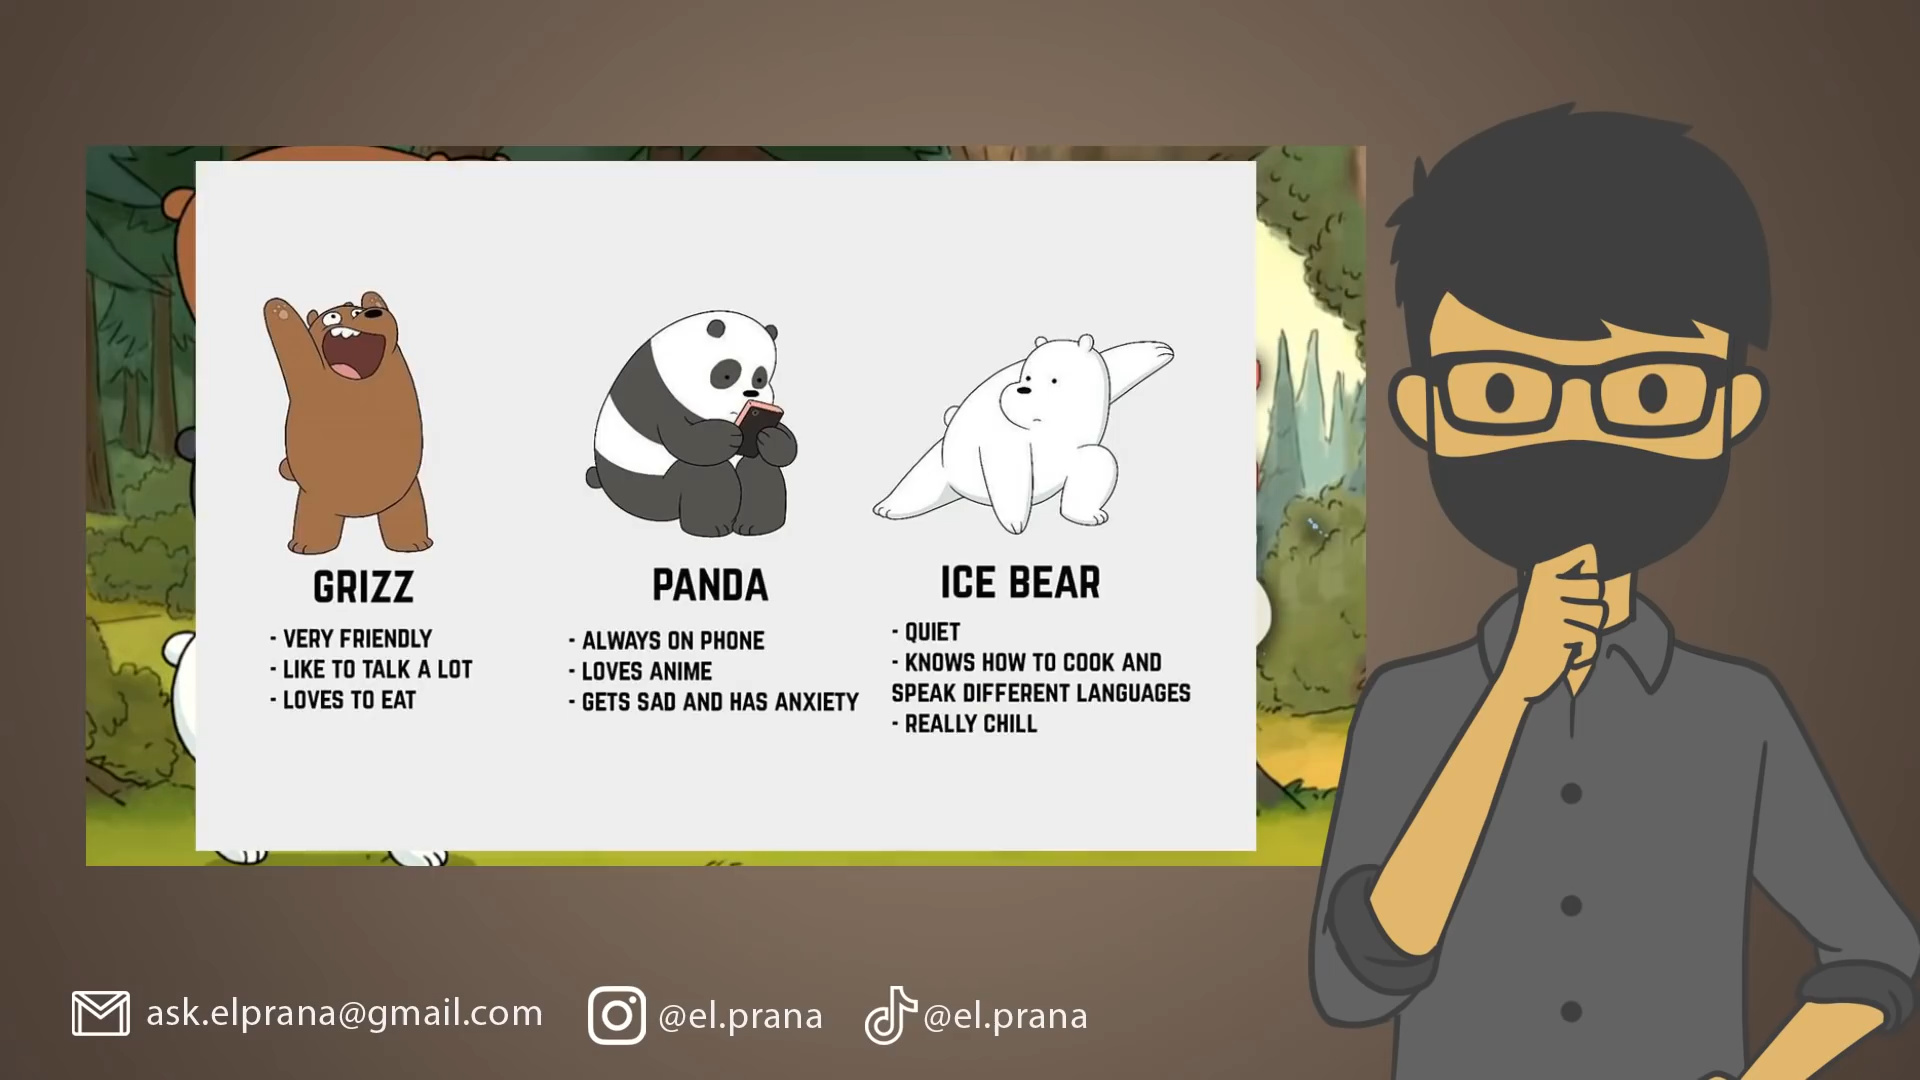 GRIZZ
- VERY FRIENDLY
- LIKE TO TALK A LOT
- LOVES TO EAT
PANDA
- ALWAYS ON PHONE
- LOVES ANIME
- GETS SAD AND HAS ANXIETY
ICE BEAR
- QUIET
- KNOWS HOW TO COOK AND
SPEAK DIFFERENT LANGUAGES
- REALLY CHILL
ask.elprana@gmail.com
@el.prana
@el.prana